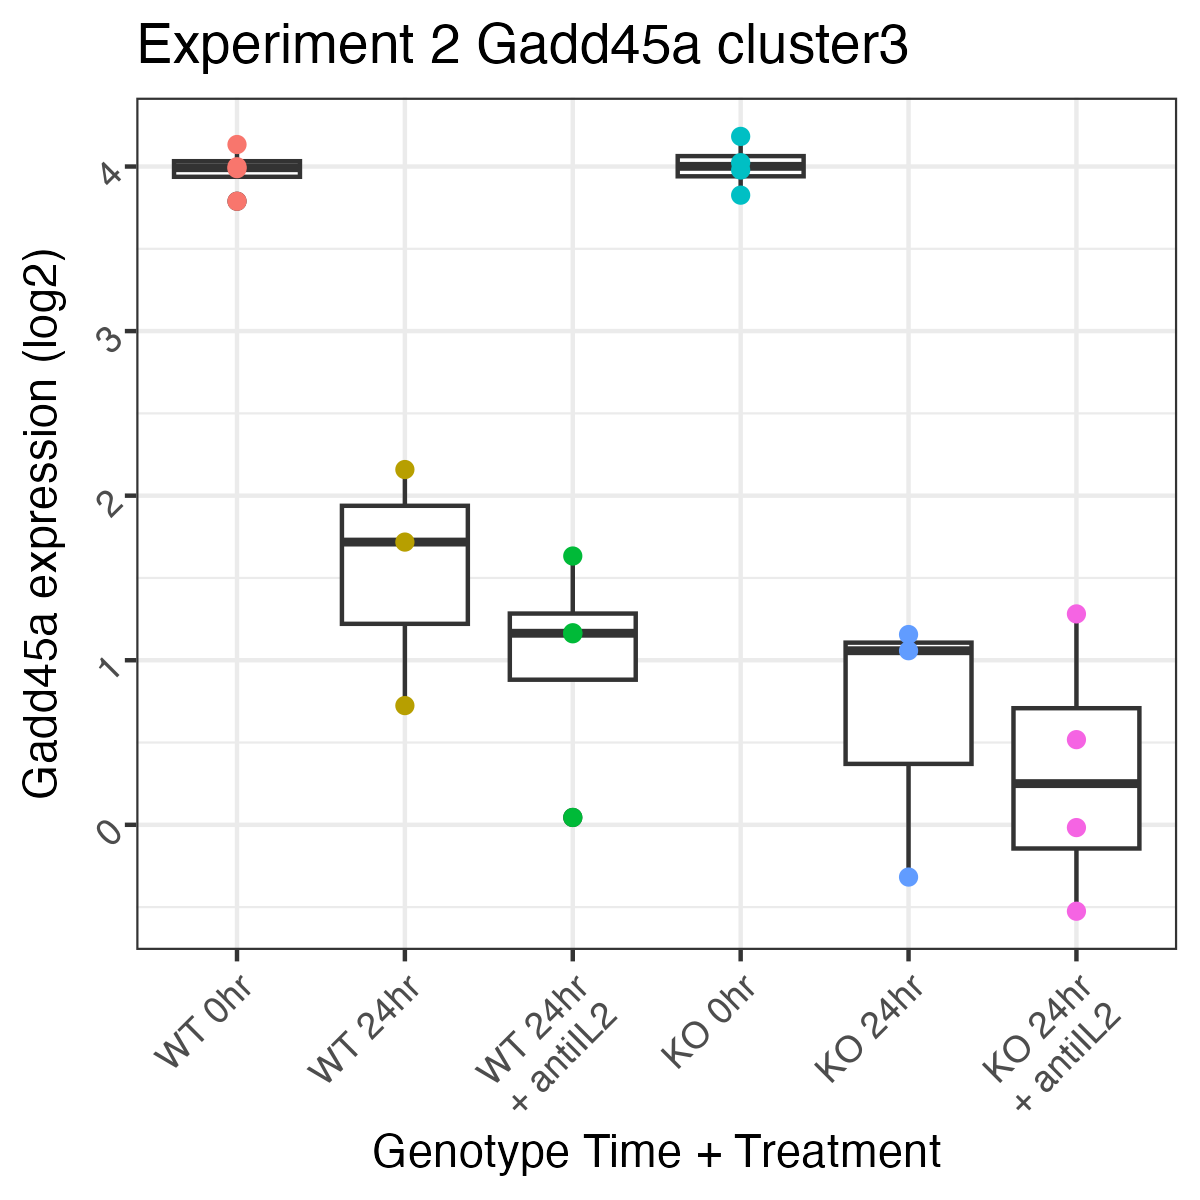 Experiment 2 Gadd45a cluster3
Gadd45a expression (log2)
4
3
2
1
0
WT 0hr
WT 24hr
WT 24hr
+ antiIL2
KO 0hr
KO 24hr
KO 24hr
+ antiIL2
Genotype Time + Treatment